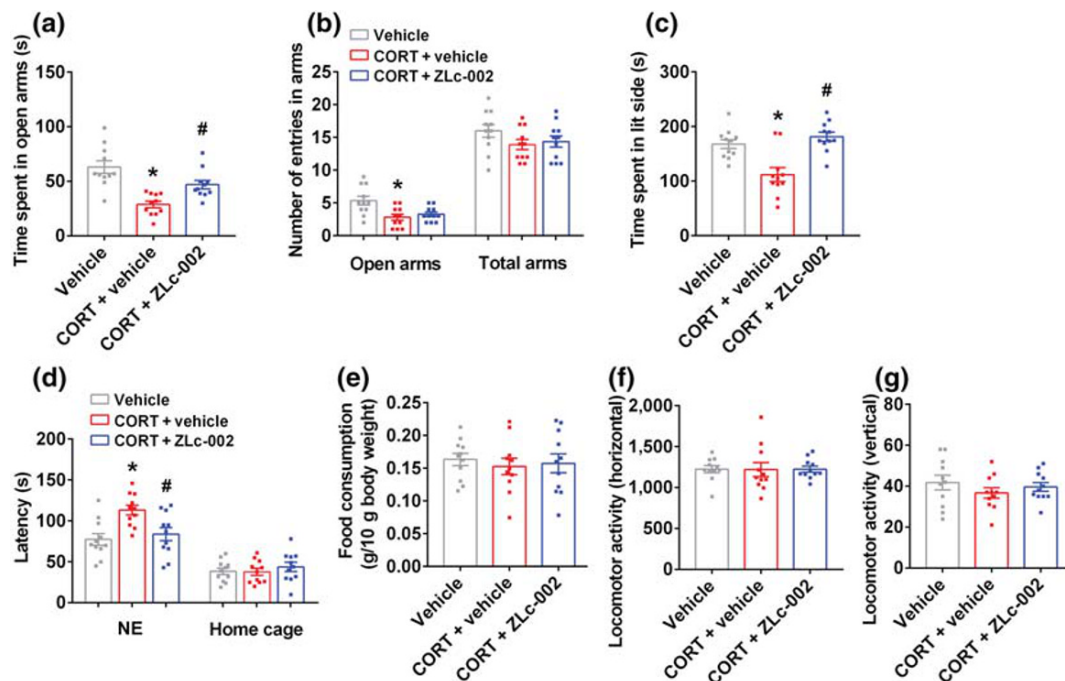 (a)
Time spent in open arms (s)
150
100
50
0
Vehicle
CORT + vehicle
CORT + ZLc-002
(b)
Vehicle
CORT + vehicle
CORT + ZLc-002
Number of entries in arms
25
20
15
10
5
0
*
Open arms
Total arms
(c)
Time spent in lit side (s)
300
200
100
0
*
#
Vehicle
CORT + vehicle
CORT + ZLc-002
*
#
(d)
Vehicle
CORT + vehicle
CORT + ZLc-002
Latency (s)
200
150
100
50
0
*
#
NE
Home cage
(e)
Food consumption
(g/10 g body weight)
0.25
0.20
0.15
0.10
0.05
0.00
Vehicle
CORT + vehicle
CORT + ZLc-002
(f)
Locomotor activity (horizontal)
2,000
1,500
1,000
500
0
Vehicle
CORT + vehicle
CORT + ZLc-002
(g)
Locomotor activity (vertical)
80
60
40
20
0
Vehicle
CORT + vehicle
CORT + ZLc-002